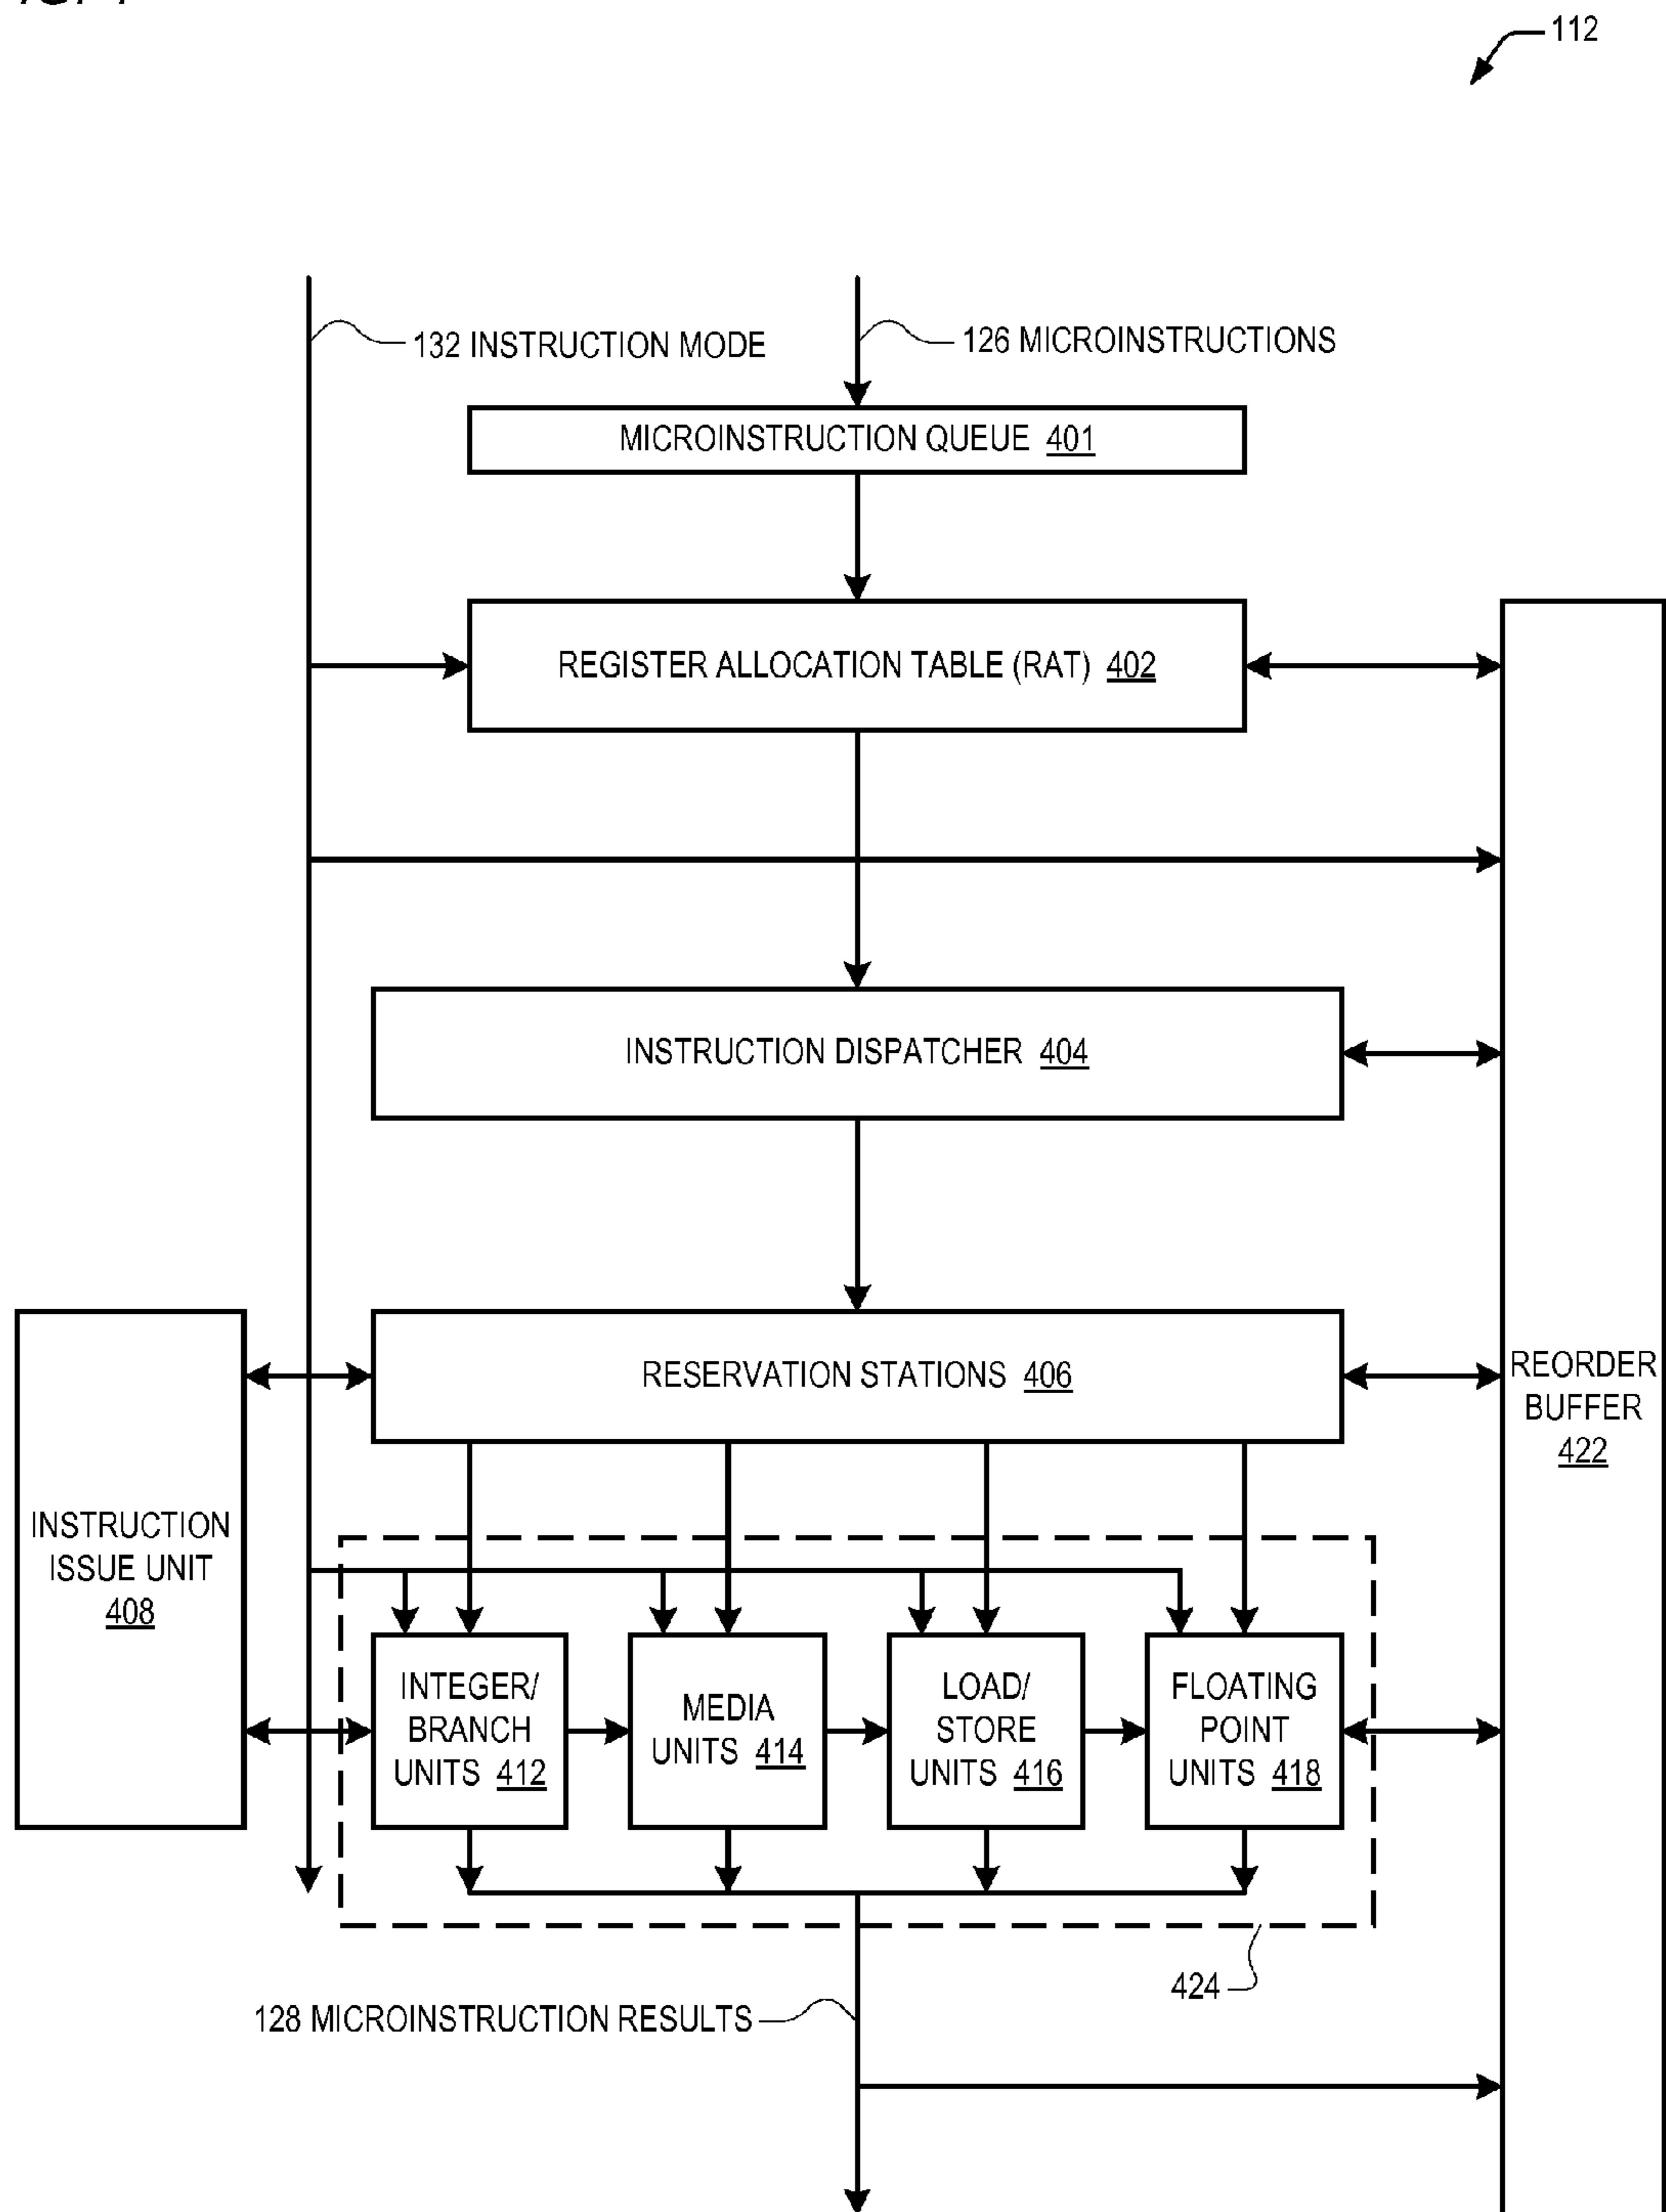 112
132 INSTRUCTION MODE
126 MICROINSTRUCTIONS
MICROINSTRUCTION QUEUE 401
REGISTER ALLOCATION TABLE (RAT) 402
INSTRUCTION DISPATCHER 404
RESERVATION STATIONS 406
REORDER
BUFFER
422
INSTRUCTION
ISSUE UNIT
408
INTEGER/
BRANCH
UNITS 412
MEDIA
UNITS 414
LOAD/
STORE
UNITS 416
FLOATING
POINT
UNITS 418
424
128 MICROINSTRUCTION RESULTS